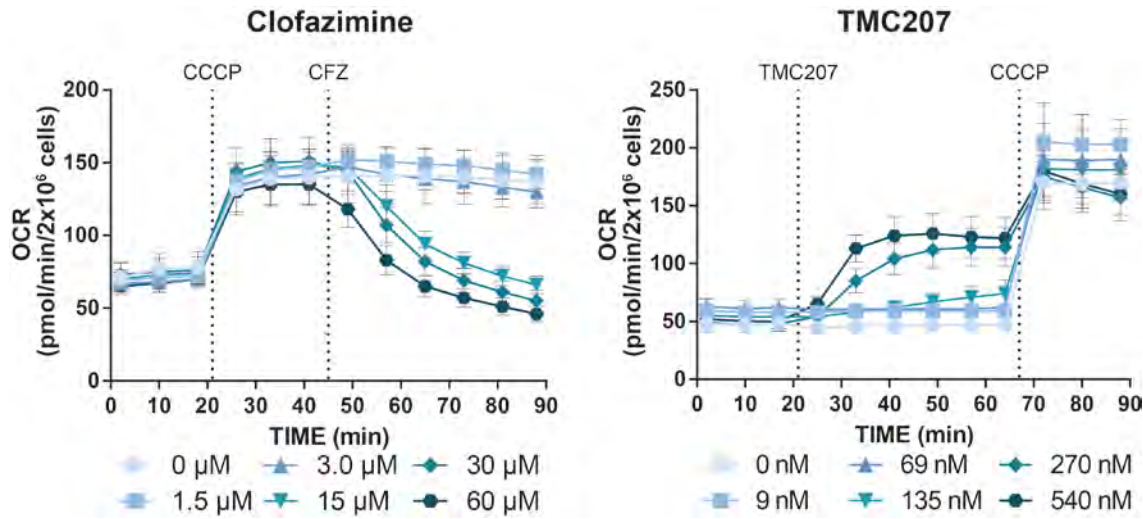 Clofazimine
CCCP CFZ
OCR
(pmol/min/2x10⁶ cells)
200
150
100
50
0
0 10 20 30 40 50 60 70 80 90
TIME (min)
0 µM 3.0 µM 30 µM
1.5 µM 15 µM 60 µM
TMC207
TMC207 CCCP
OCR
(pmol/min/2x10⁶ cells)
250
200
150
100
50
0
0 10 20 30 40 50 60 70 80 90
TIME (min)
0 nM 69 nM 270 nM
9 nM 135 nM 540 nM